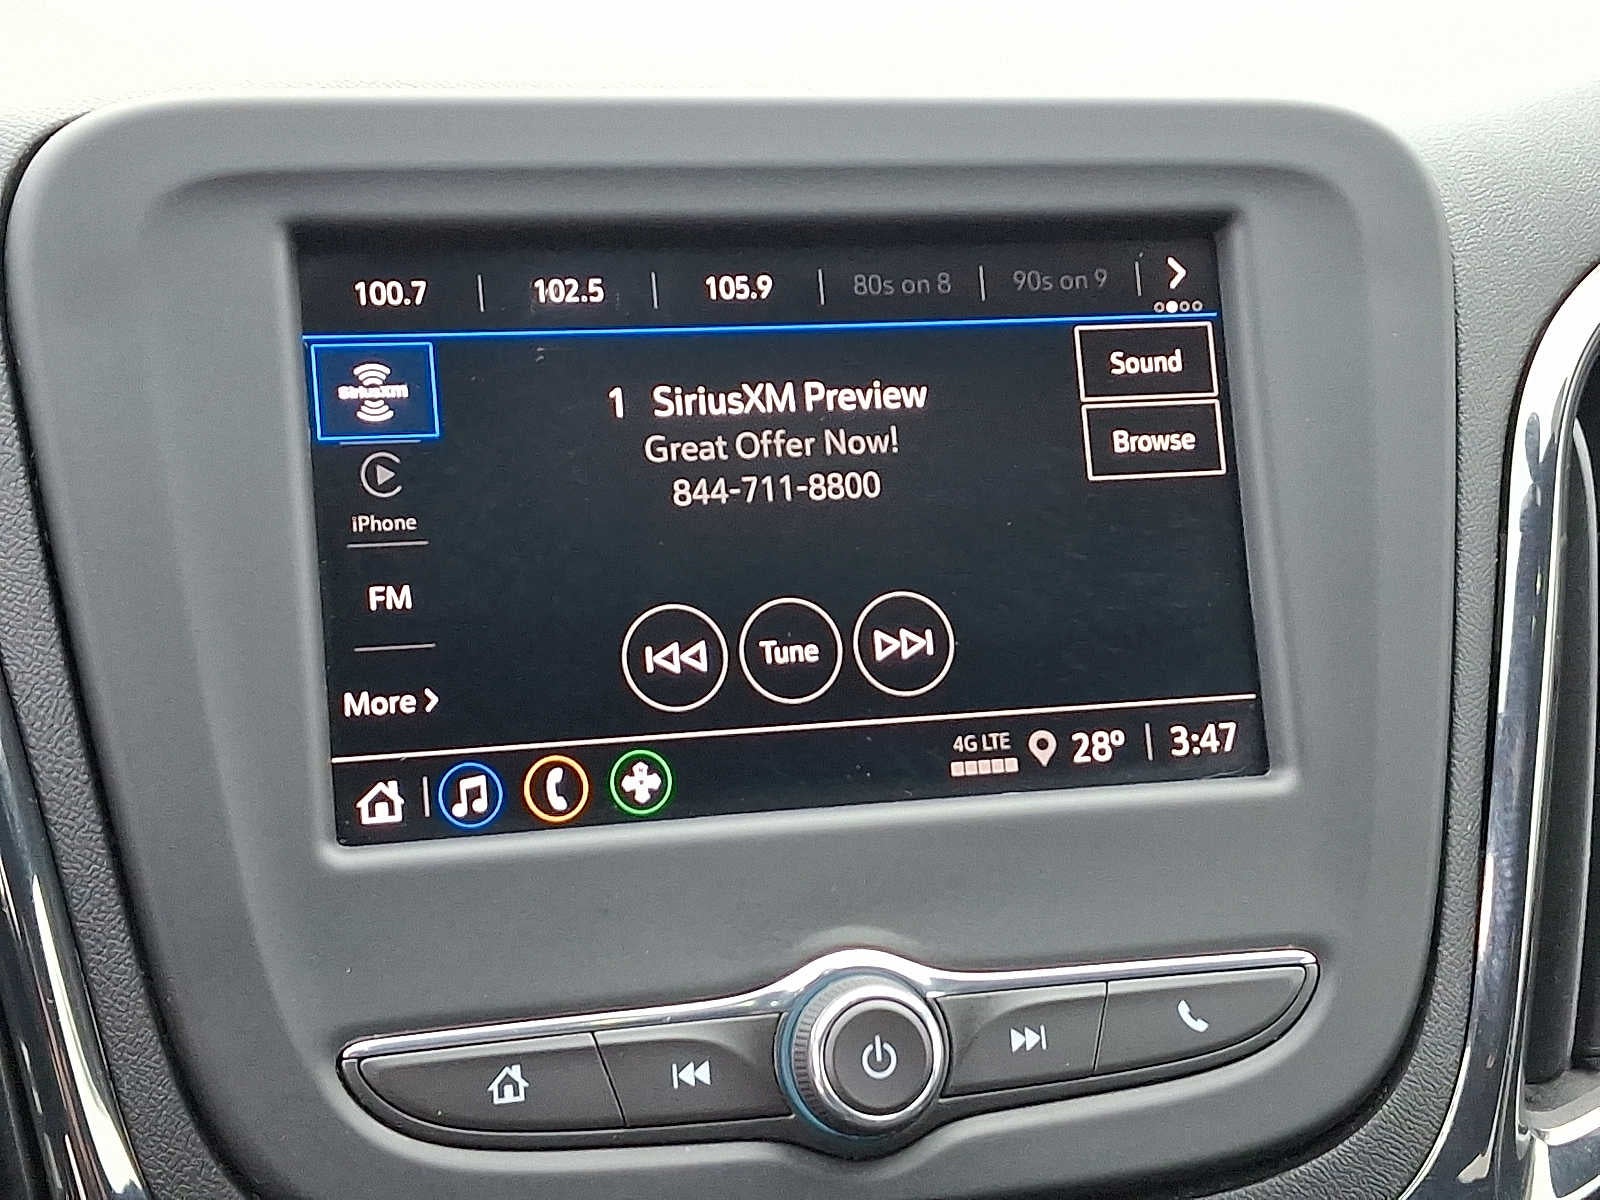 100.7 | 102.5 | 105.9 | 80s on 8 | 90s on 9 |
SiriusXM
1 SiriusXM Preview
Great Offer Now!
844-711-8800
Sound
Browse
iPhone
FM
More
Tune
4G LTE
28° | 3:47